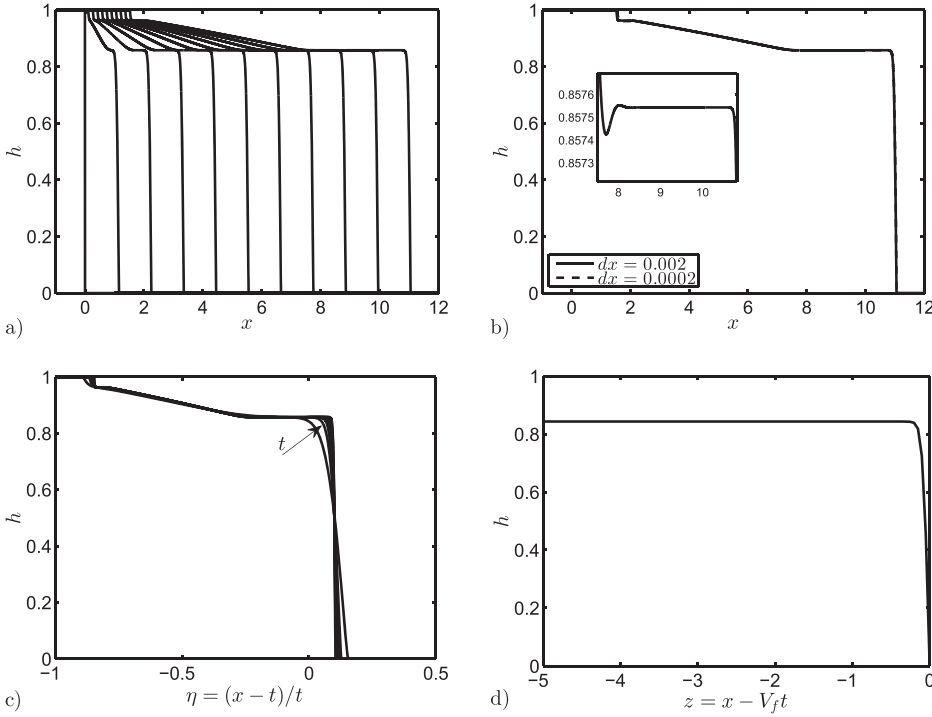 1
0.8
0.6
0.4
0.2
0
h
0 2 4 6 8 10 12
x
a)
1
0.8
0.6
0.4
0.2
0
h
0.8576
0.8575
0.8574
0.8573
8 9 10
dx = 0.002
dx = 0.0002
0 2 4 6 8 10 12
x
b)
1
0.8
0.6
0.4
0.2
0
h
t
−1 −0.5 0 0.5
η = (x − t)/t
c)
1
0.8
0.6
0.4
0.2
0
h
−5 −4 −3 −2 −1 0
z = x − V_f t
d)